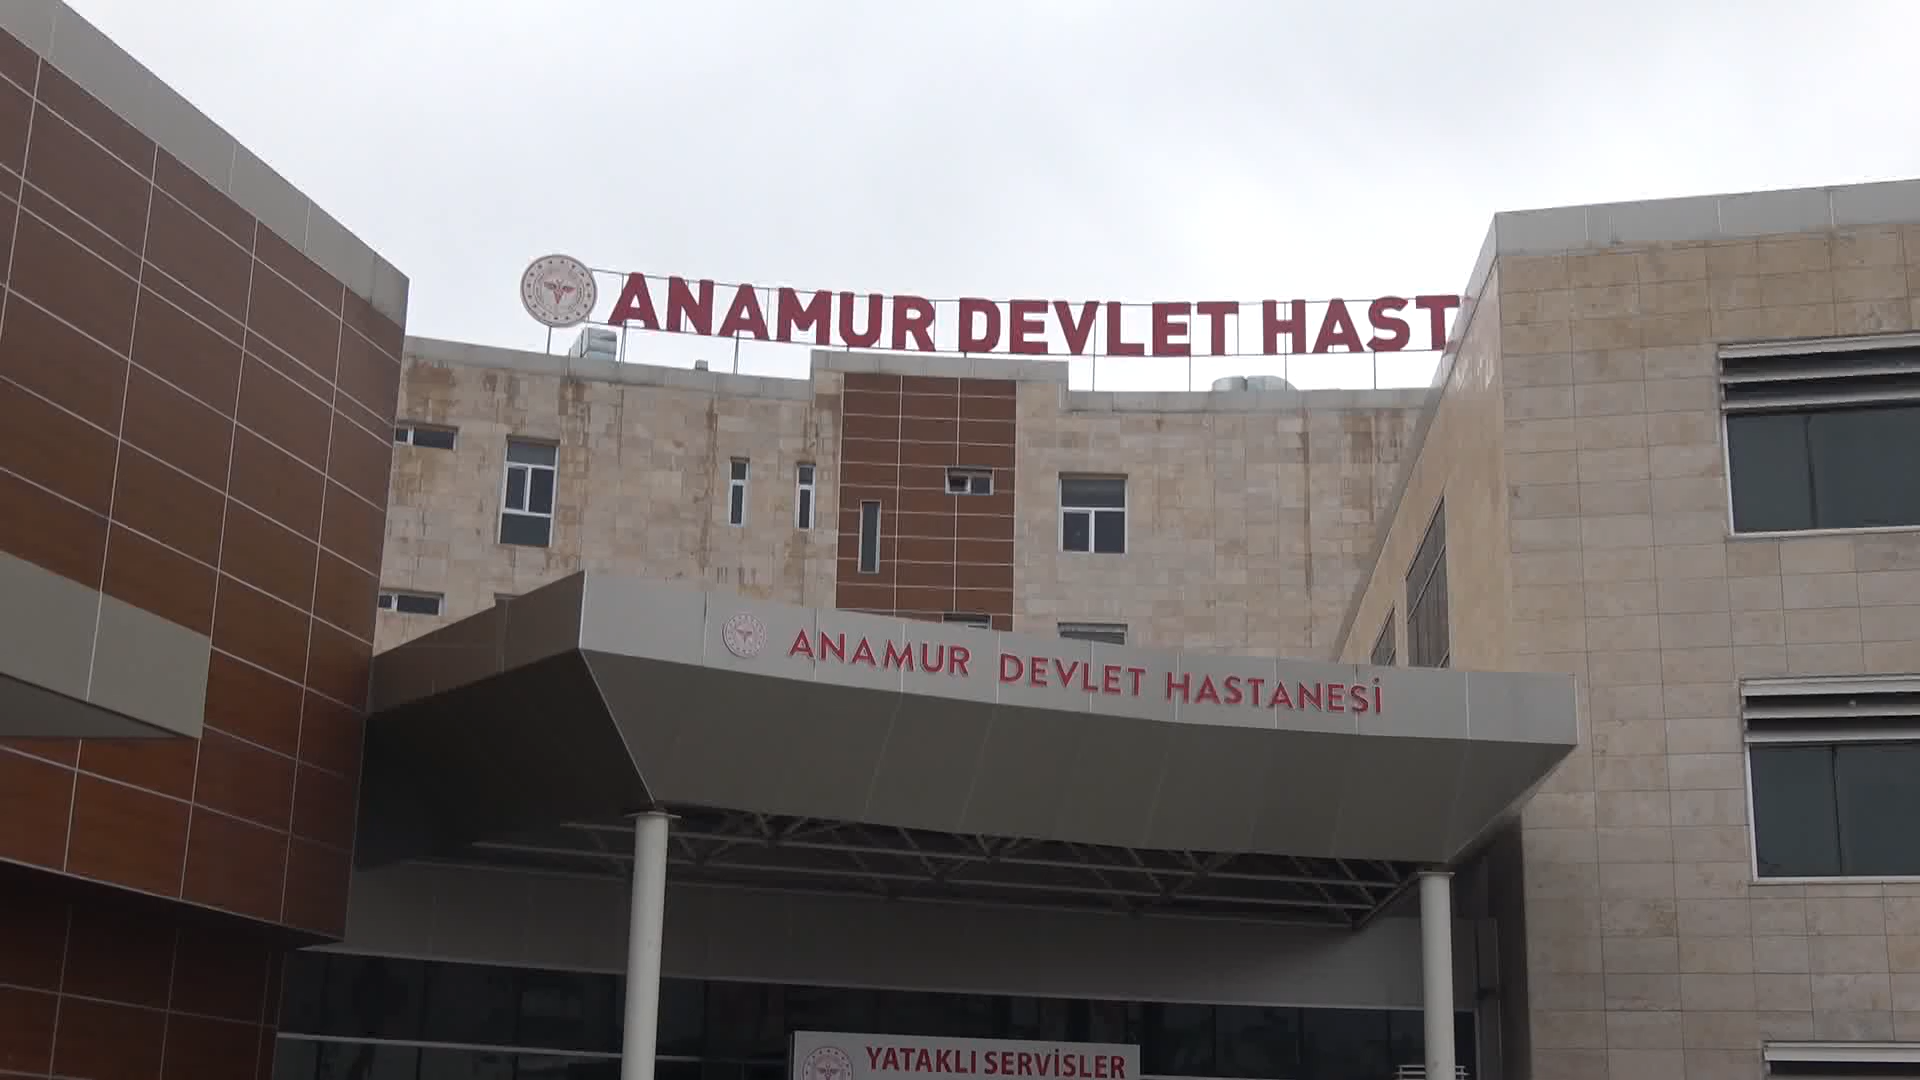 ANAMUR DEVLET HAST
ANAMUR DEVLET HASTANESİ
YATAKLI SERVİSLER